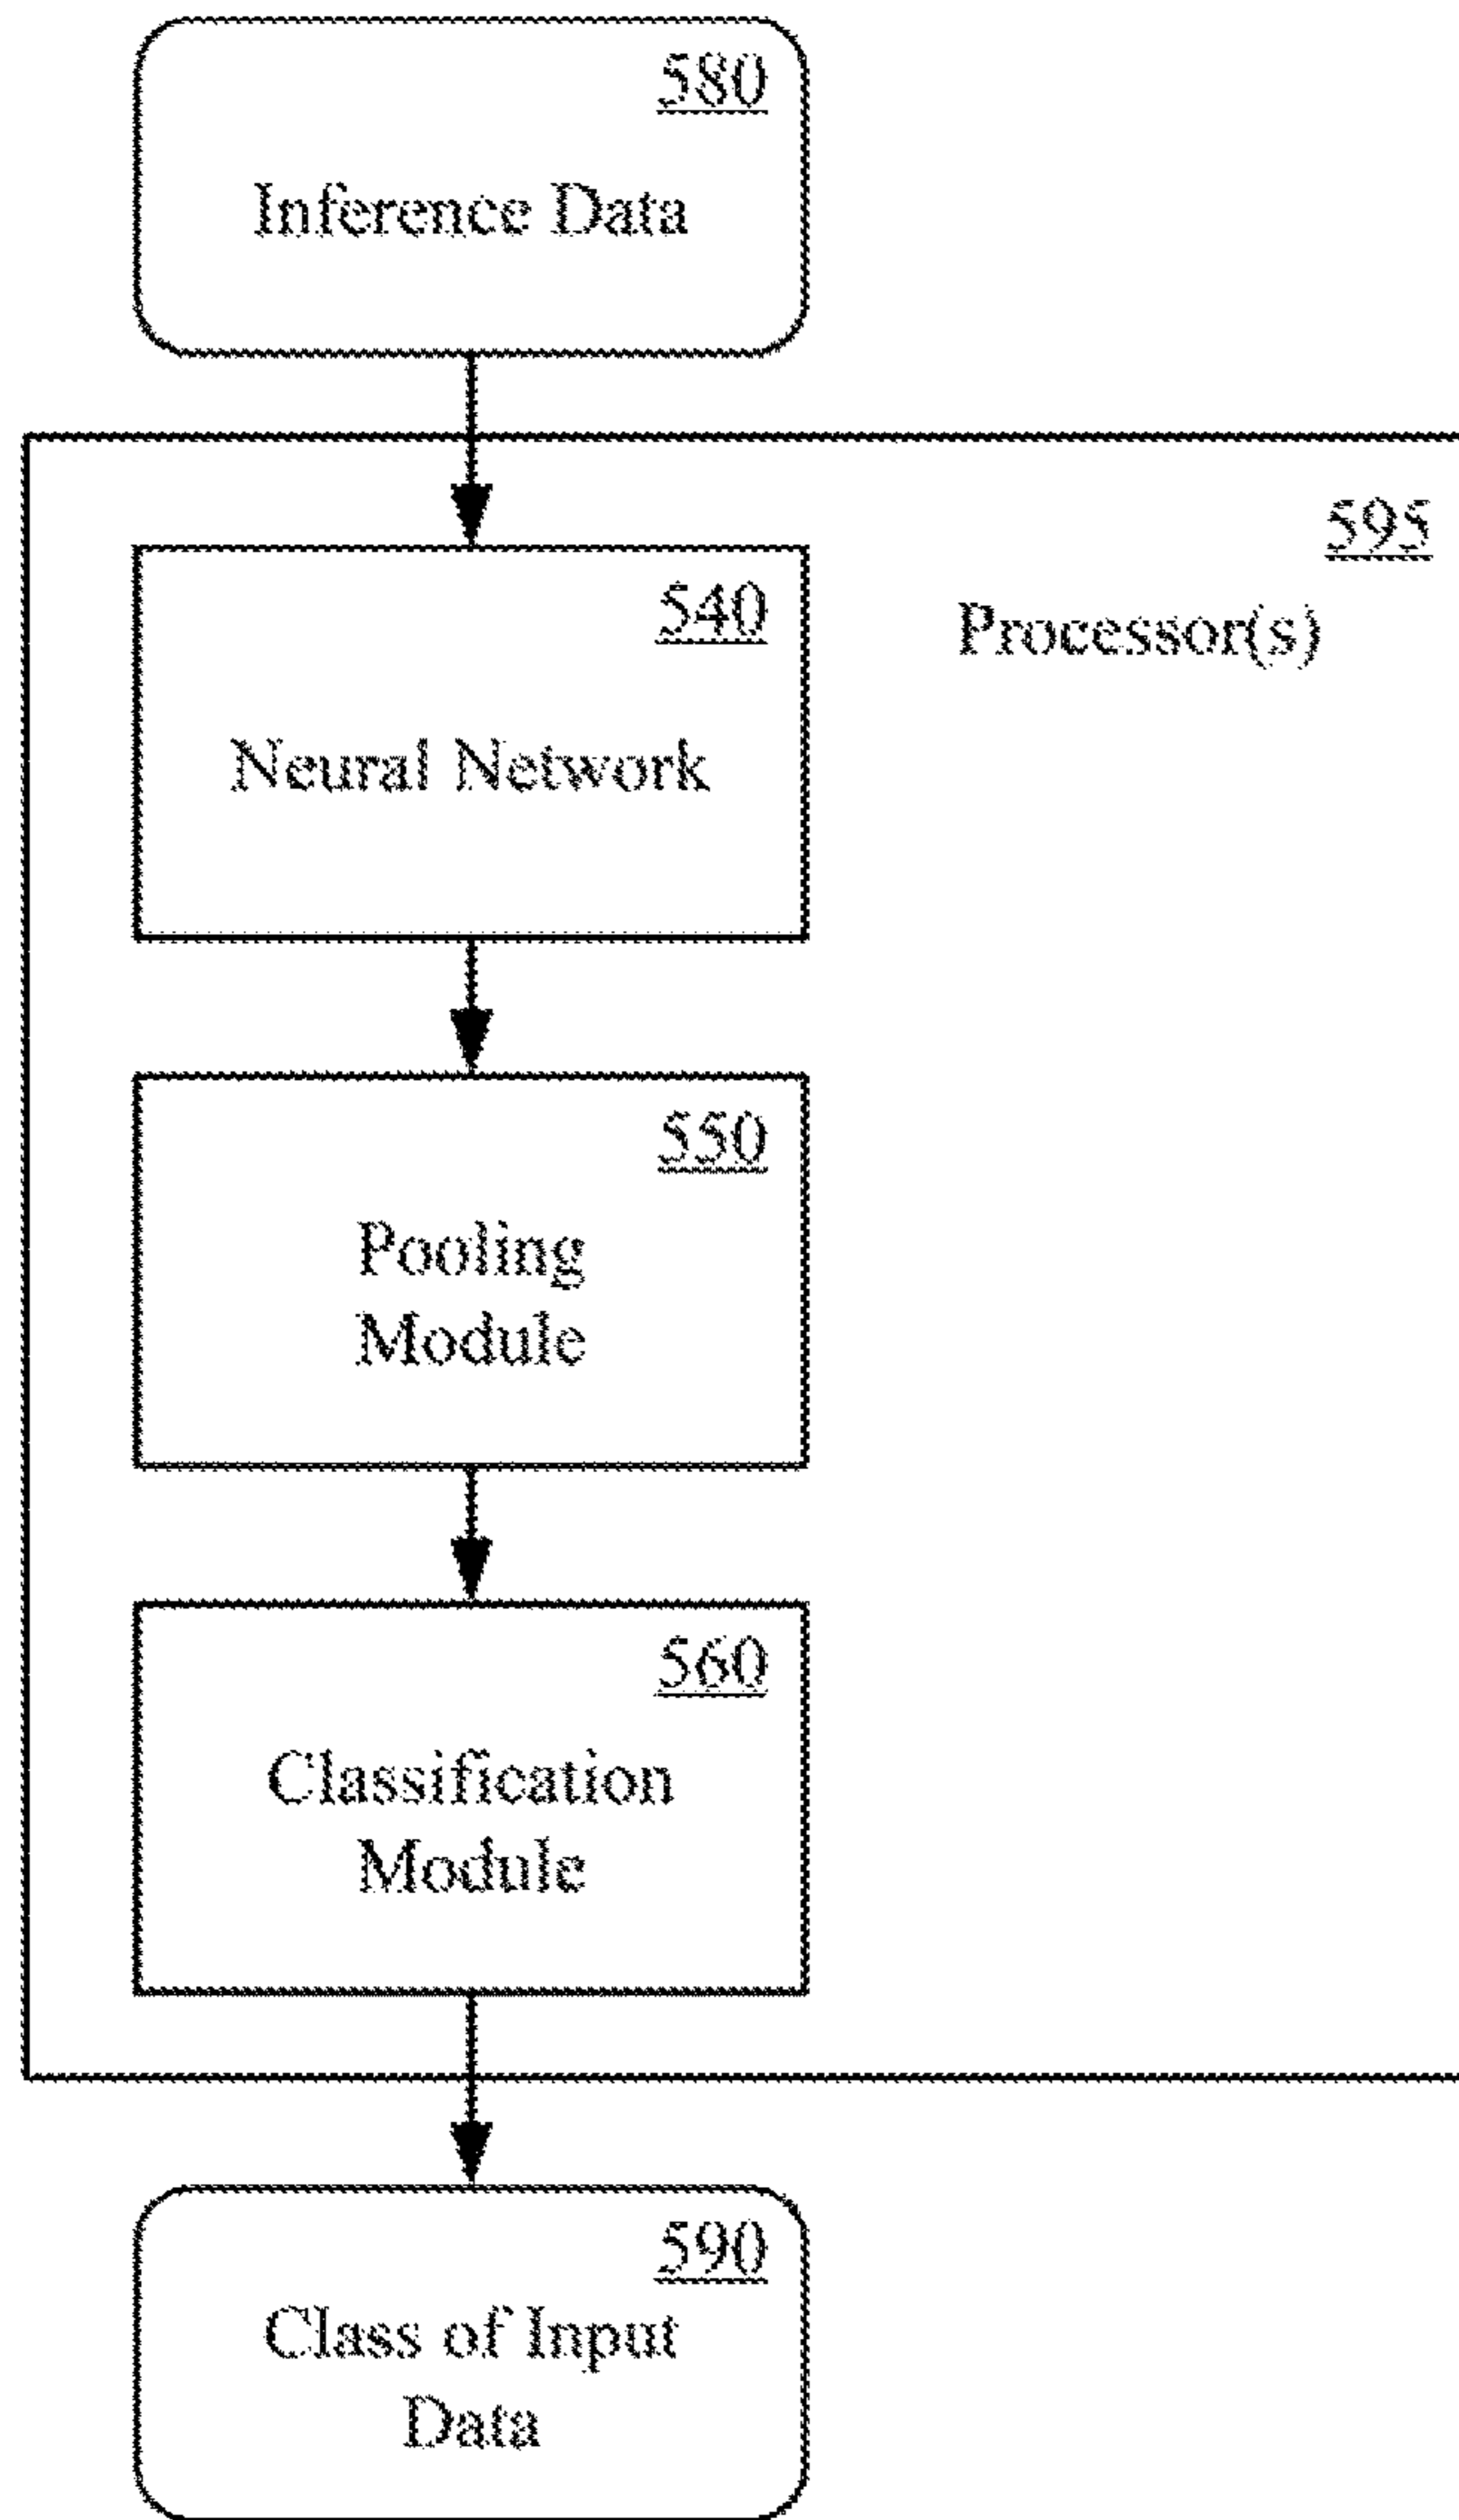 580
Inference Data
595
Processor(s)
540
Neural Network
550
Pooling
Module
560
Classification
Module
590
Class of Input
Data